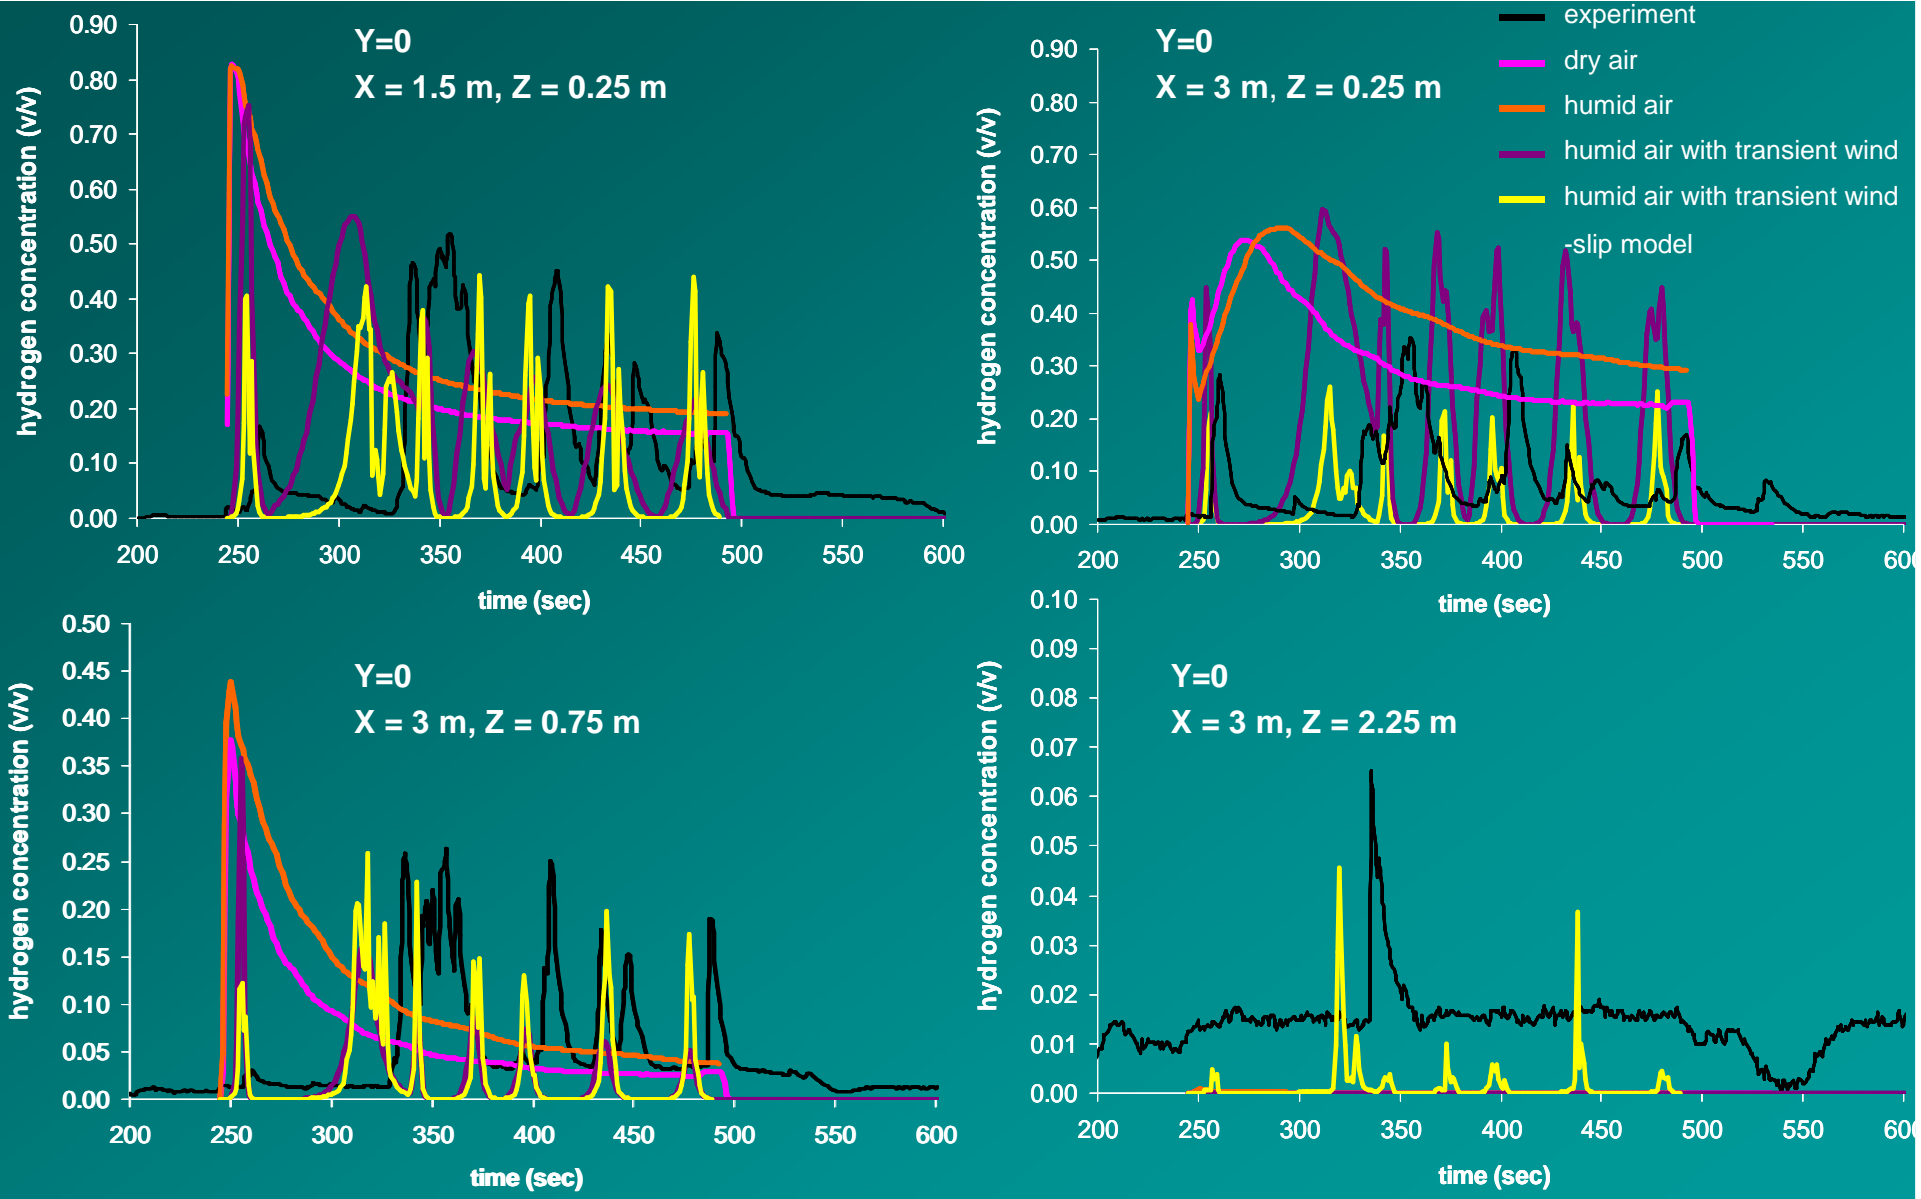 Y=0
X = 1.5 m, Z = 0.25 m
hydrogen concentration (v/v)
0.90
0.80
0.70
0.60
0.50
0.40
0.30
0.20
0.10
0.00
200 250 300 350 400 450 500 550 600
time (sec)
Y=0
X = 3 m, Z = 0.25 m
experiment
dry air
humid air
humid air with transient wind
humid air with transient wind
-slip model
hydrogen concentration (v/v)
0.90
0.80
0.70
0.60
0.50
0.40
0.30
0.20
0.10
0.00
200 250 300 350 400 450 500 550 600
time (sec)
Y=0
X = 3 m, Z = 0.75 m
hydrogen concentration (v/v)
0.50
0.45
0.40
0.35
0.30
0.25
0.20
0.15
0.10
0.05
0.00
200 250 300 350 400 450 500 550 600
time (sec)
Y=0
X = 3 m, Z = 2.25 m
hydrogen concentration (v/v)
0.10
0.09
0.08
0.07
0.06
0.05
0.04
0.03
0.02
0.01
0.00
200 250 300 350 400 450 500 550 600
time (sec)